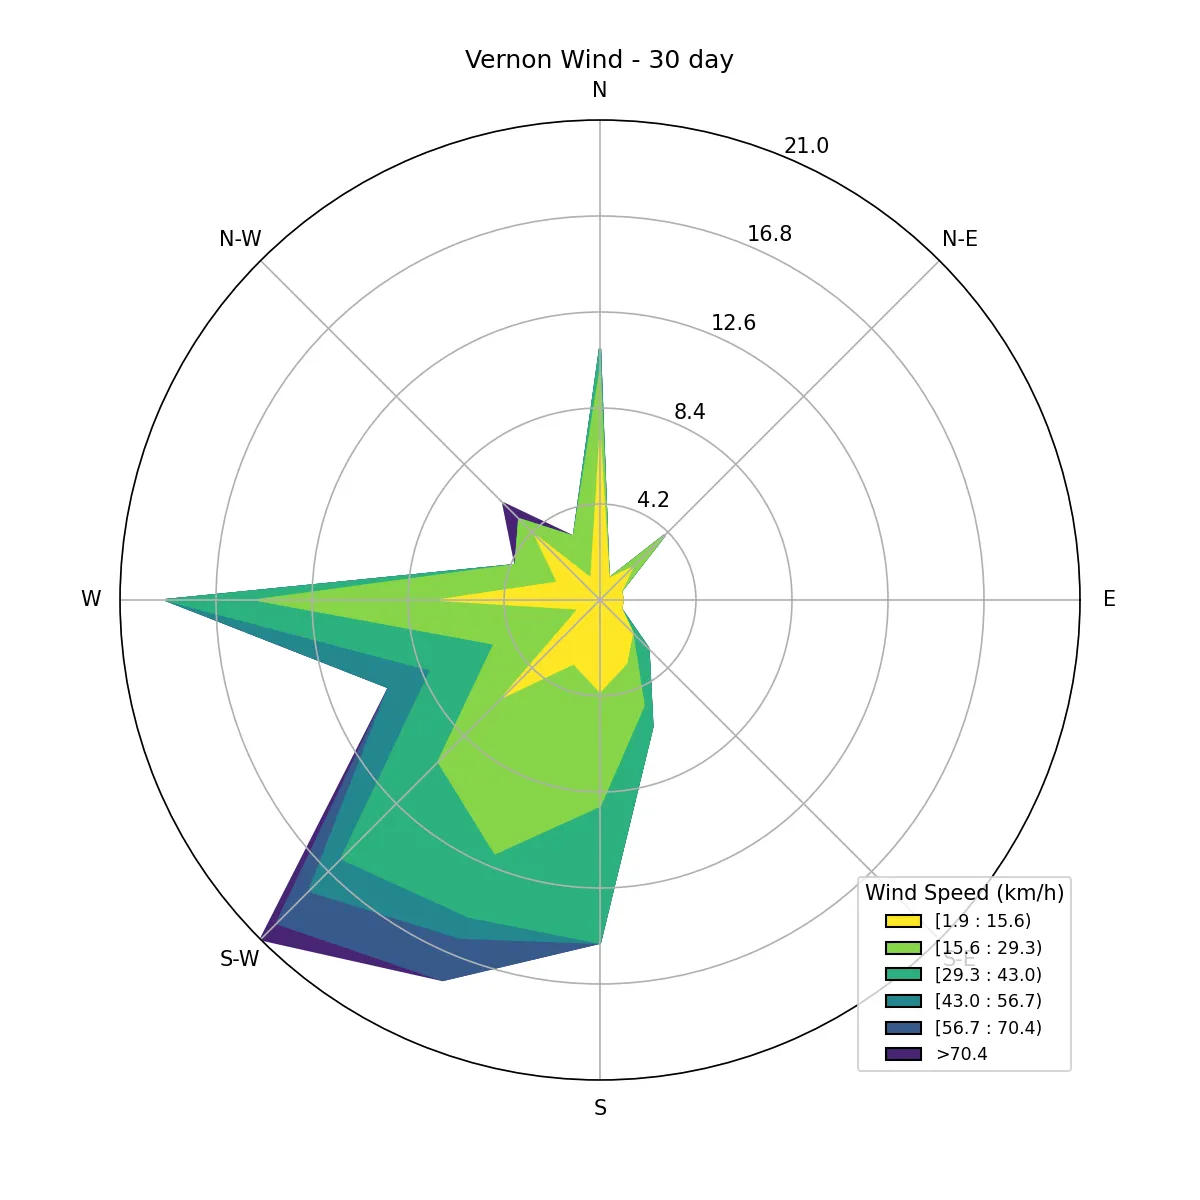 Vernon Wind - 30 day
N
21.0
16.8
N-W
N-E
12.6
8.4
4.2
W
E
S-W
S-E
Wind Speed (km/h)
[1.9 : 15.6)
[15.6 : 29.3)
[29.3 : 43.0)
[43.0 : 56.7)
[56.7 : 70.4)
>70.4
S